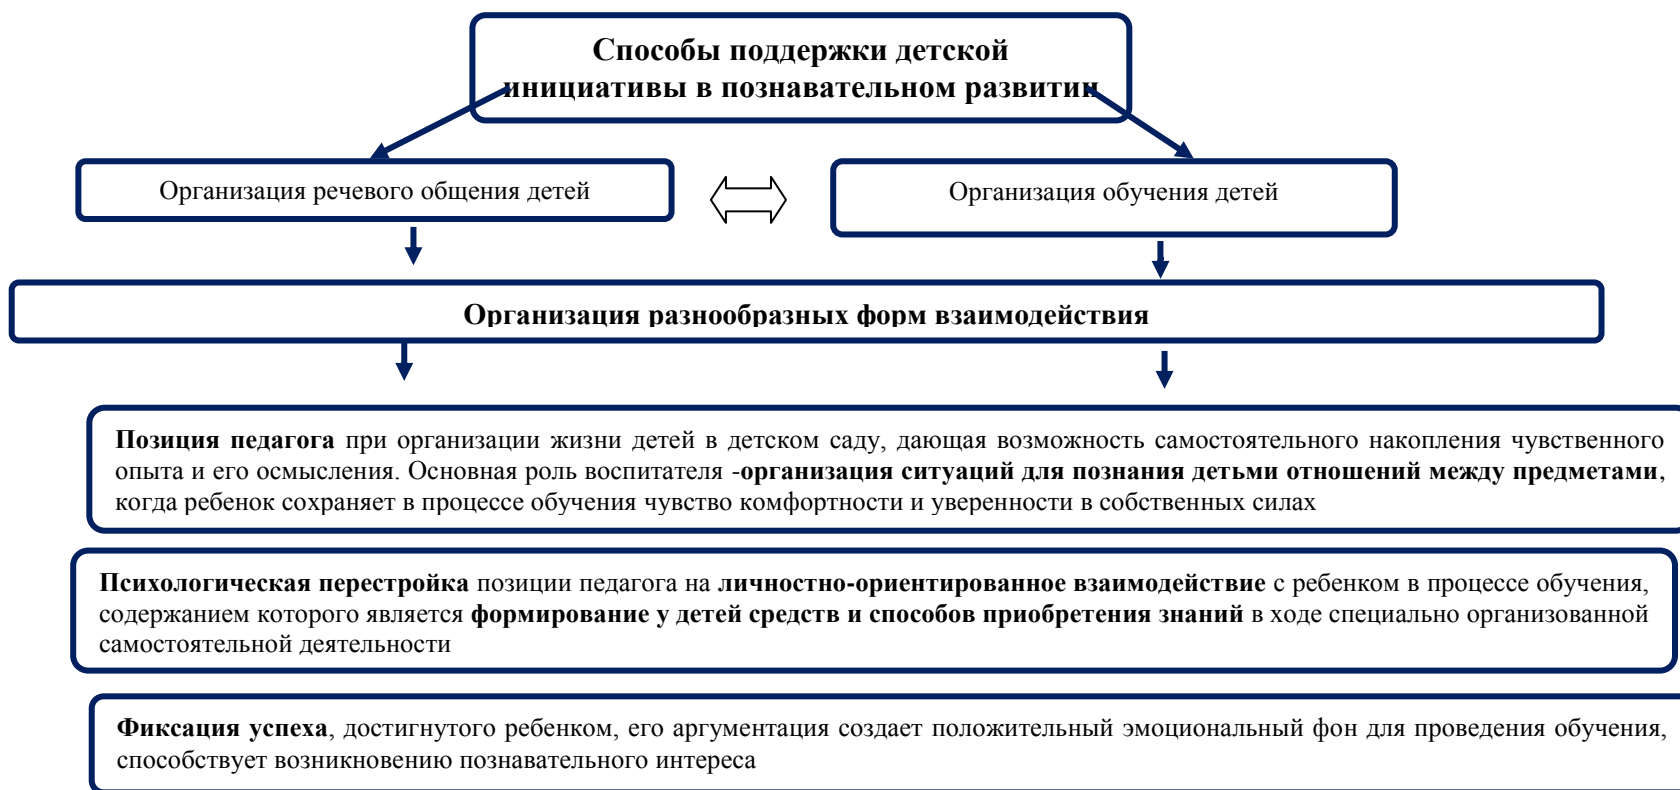 Способы поддержки детской
инициативы в познавательном развитии
Организация речевого общения детей
Организация обучения детей
Организация разнообразных форм взаимодействия
Позиция педагога при организации жизни детей в детском саду, дающая возможность самостоятельного накопления чувственного
опыта и его осмысления. Основная роль воспитателя -организация ситуаций для познания детьми отношений между предметами,
когда ребенок сохраняет в процессе обучения чувство комфортности и уверенности в собственных силах
Психологическая перестройка позиции педагога на личностно-ориентированное взаимодействие с ребенком в процессе обучения,
содержанием которого является формирование у детей средств и способов приобретения знаний в ходе специально организованной
самостоятельной деятельности
Фиксация успеха, достигнутого ребенком, его аргументация создает положительный эмоциональный фон для проведения обучения,
способствует возникновению познавательного интереса